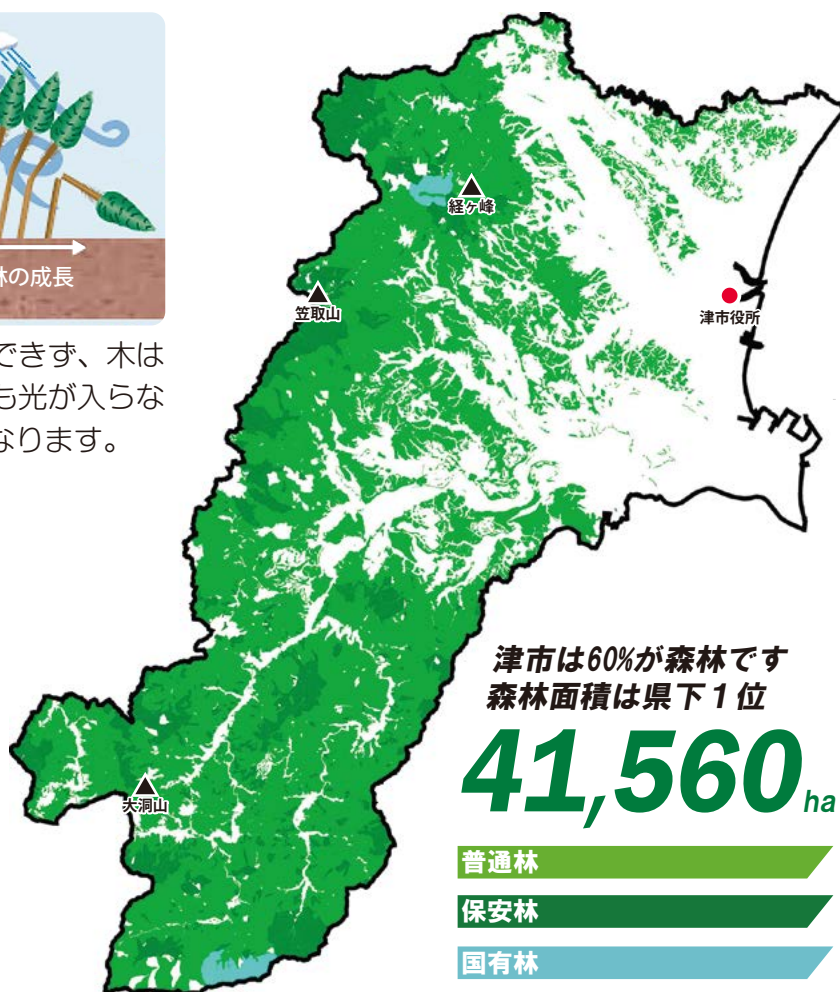 林の成長
できず、木は
も光が入らな
なります。
経ヶ峰
笠取山
津市役所
大洞山
津市は60%が森林です
森林面積は県下1位
41,560ha
普通林
保安林
国有林